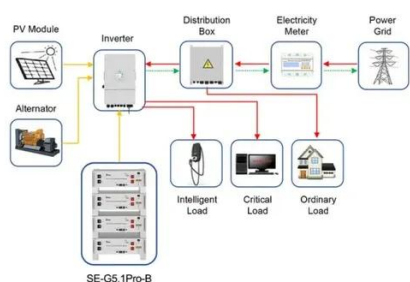 PV Module
Inverter
Distribution
Box
Electricity
Meter
Power
Grid
Alternator
Intelligent
Load
Critical
Load
Ordinary
Load
SE-G5.1Pro-B